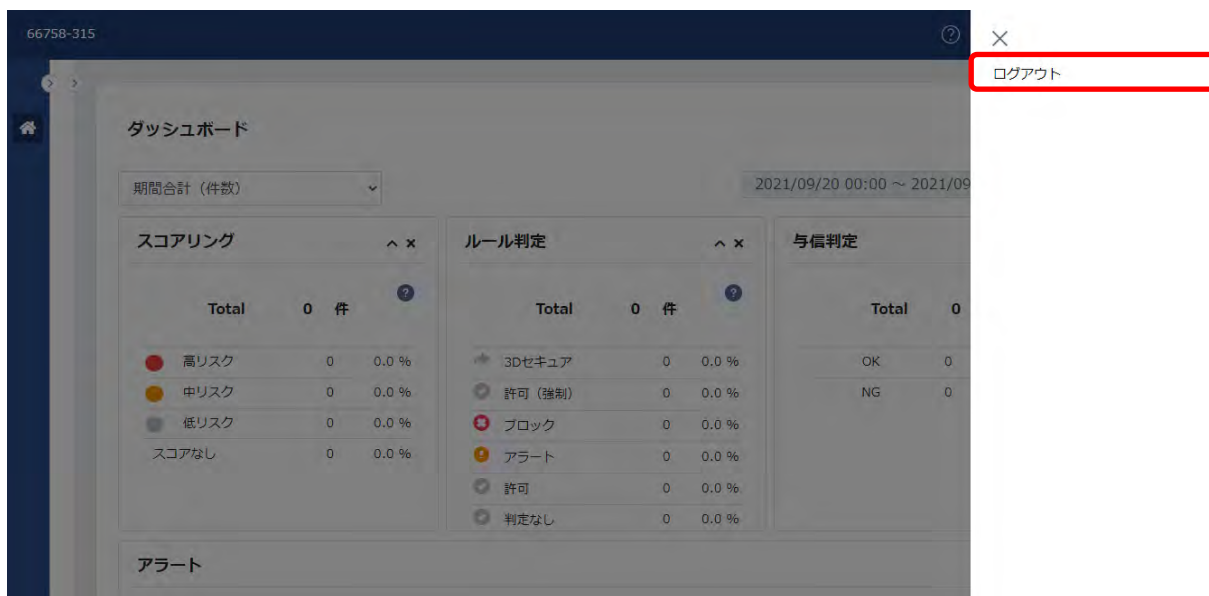 66758-315
ログアウト
ダッシュボード
期間合計（件数）
2021/09/20 00:00 ～ 2021/09
スコアリング
Total 0 件
高リスク 0 0.0 %
中リスク 0 0.0 %
低リスク 0 0.0 %
スコアなし 0 0.0 %
ルール判定
Total 0 件
3Dセキュア 0 0.0 %
許可（強制） 0 0.0 %
ブロック 0 0.0 %
アラート 0 0.0 %
許可 0 0.0 %
判定なし 0 0.0 %
与信判定
Total 0
OK 0
NG 0
アラート